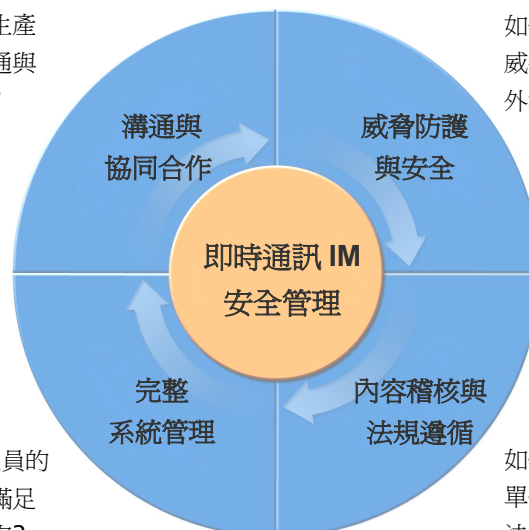 生產
通與
如
威
外
溝通與
協同合作
威脅防護
與安全
即時通訊 IM
安全管理
完整
系統管理
內容稽核與
法規遵循
員的
滿足
如
單